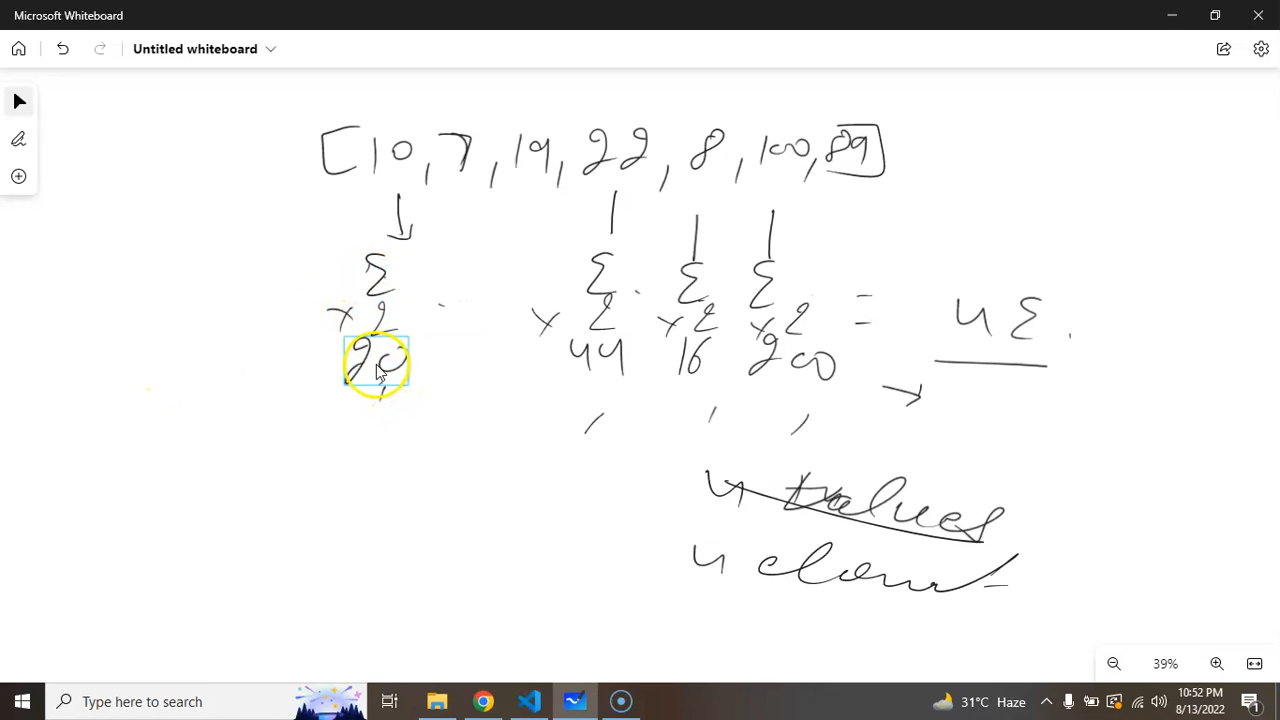 Microsoft Whiteboard
Untitled whiteboard
[10, 7, 19, 22, 8, 100, 89]
Σ Σ Σ Σ
x 2 x 2 x 2 x 2 = 4 Σ.
20 44 16 200 →
, , , ,
4 values
4
39%
Type here to search
31°C Haze
10:52 PM
8/13/2022
1